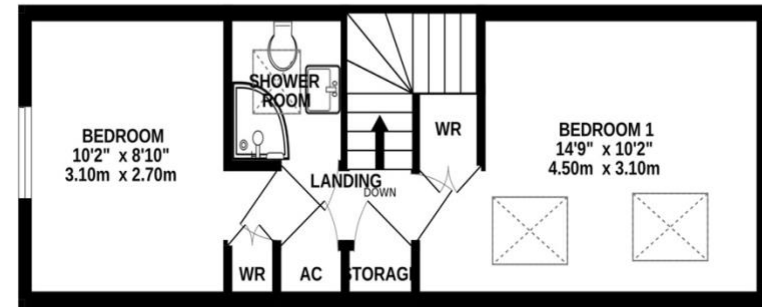 BEDROOM
10'2" x 8'10"
3.10m x 2.70m
SHOWER
ROOM
WR
BEDROOM 1
14'9" x 10'2"
4.50m x 3.10m
LANDING
DOWN
WR
AC
STORAGE